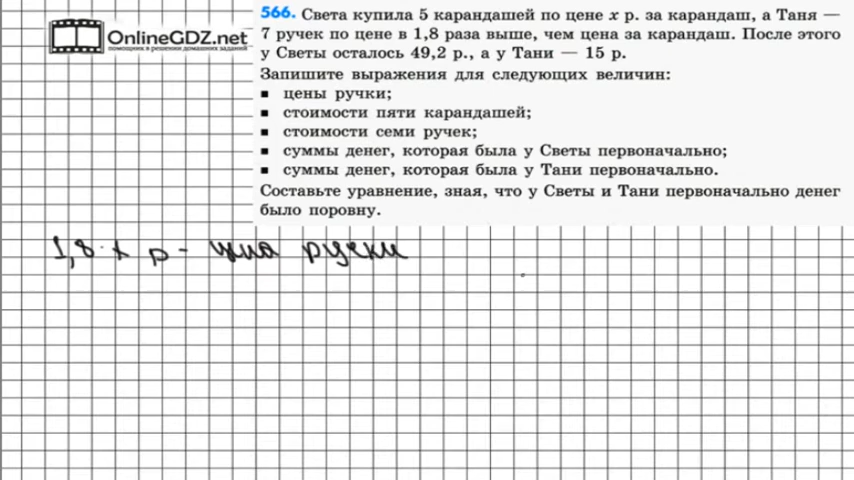 566. Света купила 5 карандашей по цене x р. за карандаш, а Таня —
7 ручек по цене в 1,8 раза выше, чем цена за карандаш. После этого
у Светы осталось 49,2 р., а у Тани — 15 р.
OnlineGDZ.net
помощник в решении домашних заданий
Запишите выражения для следующих величин:
▪ цены ручки;
▪ стоимости пяти карандашей;
▪ стоимости семи ручек;
▪ суммы денег, которая была у Светы первоначально;
▪ суммы денег, которая была у Тани первоначально.
Составьте уравнение, зная, что у Светы и Тани первоначально денег
было поровну.
1,8·x р - цена ручки